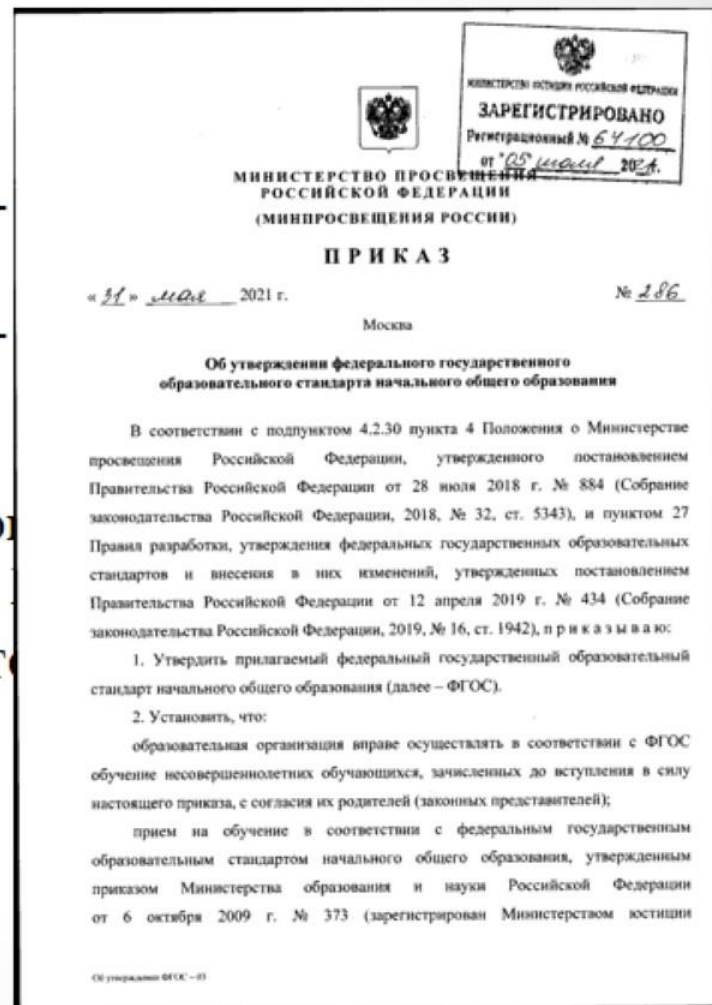 МИНИСТЕРСТВО ЮСТИЦИИ РОССИЙСКОЙ ФЕДЕРАЦИИ
ЗАРЕГИСТРИРОВАНО
Регистрационный № 64100
от "05 июля 2021.
МИНИСТЕРСТВО ПРОСВЕЩЕНИЯ
РОССИЙСКОЙ ФЕДЕРАЦИИ
(МИНПРОСВЕЩЕНИЯ РОССИИ)
ПРИКАЗ
« 31 » мая 2021 г.
№ 286
Москва
Об утверждении федерального государственного
образовательного стандарта начального общего образования
В соответствии с подпунктом 4.2.30 пункта 4 Положения о Министерстве
просвещения Российской Федерации, утвержденного постановлением
Правительства Российской Федерации от 28 июля 2018 г. № 884 (Собрание
законодательства Российской Федерации, 2018, № 32, ст. 5343), и пунктом 27
Правил разработки, утверждения федеральных государственных образовательных
стандартов и внесения в них изменений, утвержденных постановлением
Правительства Российской Федерации от 12 апреля 2019 г. № 434 (Собрание
законодательства Российской Федерации, 2019, № 16, ст. 1942), п р и к а з ы в а ю:
1. Утвердить прилагаемый федеральный государственный образовательный
стандарт начального общего образования (далее – ФГОС).
2. Установить, что:
образовательная организация вправе осуществлять в соответствии с ФГОС
обучение несовершеннолетних обучающихся, зачисленных до вступления в силу
настоящего приказа, с согласия их родителей (законных представителей);
прием на обучение в соответствии с федеральным государственным
образовательным стандартом начального общего образования, утвержденным
приказом Министерства образования и науки Российской Федерации
от 6 октября 2009 г. № 373 (зарегистрирован Министерством юстиции
Об утверждении ФГОС – 03